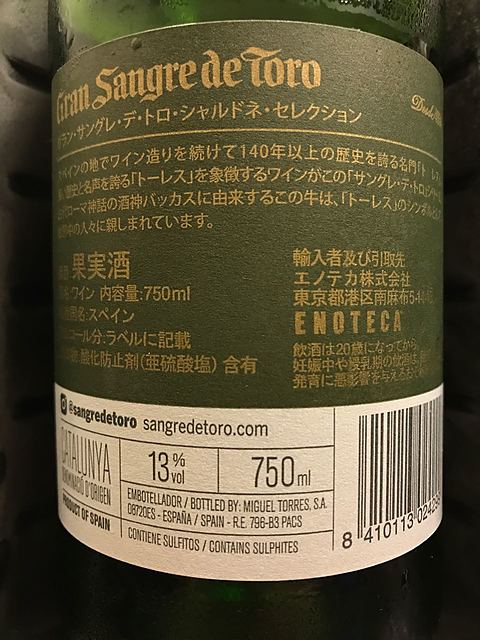 Gran Sangre de Toro
Desde
グラン・サングレ・デ・トロ・シャルドネ・セレクション
スペインの地でワイン造りを続けて140年以上の歴史を誇る名門「トーレス
歴史と名声を誇る「トーレス」を象徴するワインがこの「サングレ・デ・トロ」
ローマ神話の酒神バッカスに由来するこの牛は、「トーレス」のシンボル
の人々に親しまれています。
果実酒
ワイン 内容量:750ml
スペイン
アルコール分:ラベルに記載
酸化防止剤(亜硫酸塩) 含有
輸入者及び引取先
エノテカ株式会社
東京都港区南麻布5-14-
ENOTECA
飲酒は20歳になってから。
妊娠中や授乳期の飲酒は、
発育に悪影響を与えるおそれ
@sangredetoro sangredetoro.com
CATALUNYA
DENOMINACIÓ D'ORIGEN
PRODUCT OF SPAIN
13% vol
750 ml
EMBOTELLADOR / BOTTLED BY: MIGUEL TORRES, S.A.
08720ES - ESPAÑA / SPAIN - R.E. 796-B3 PACS
CONTIENE SULFITOS / CONTAINS SULPHITES
8 410113 024